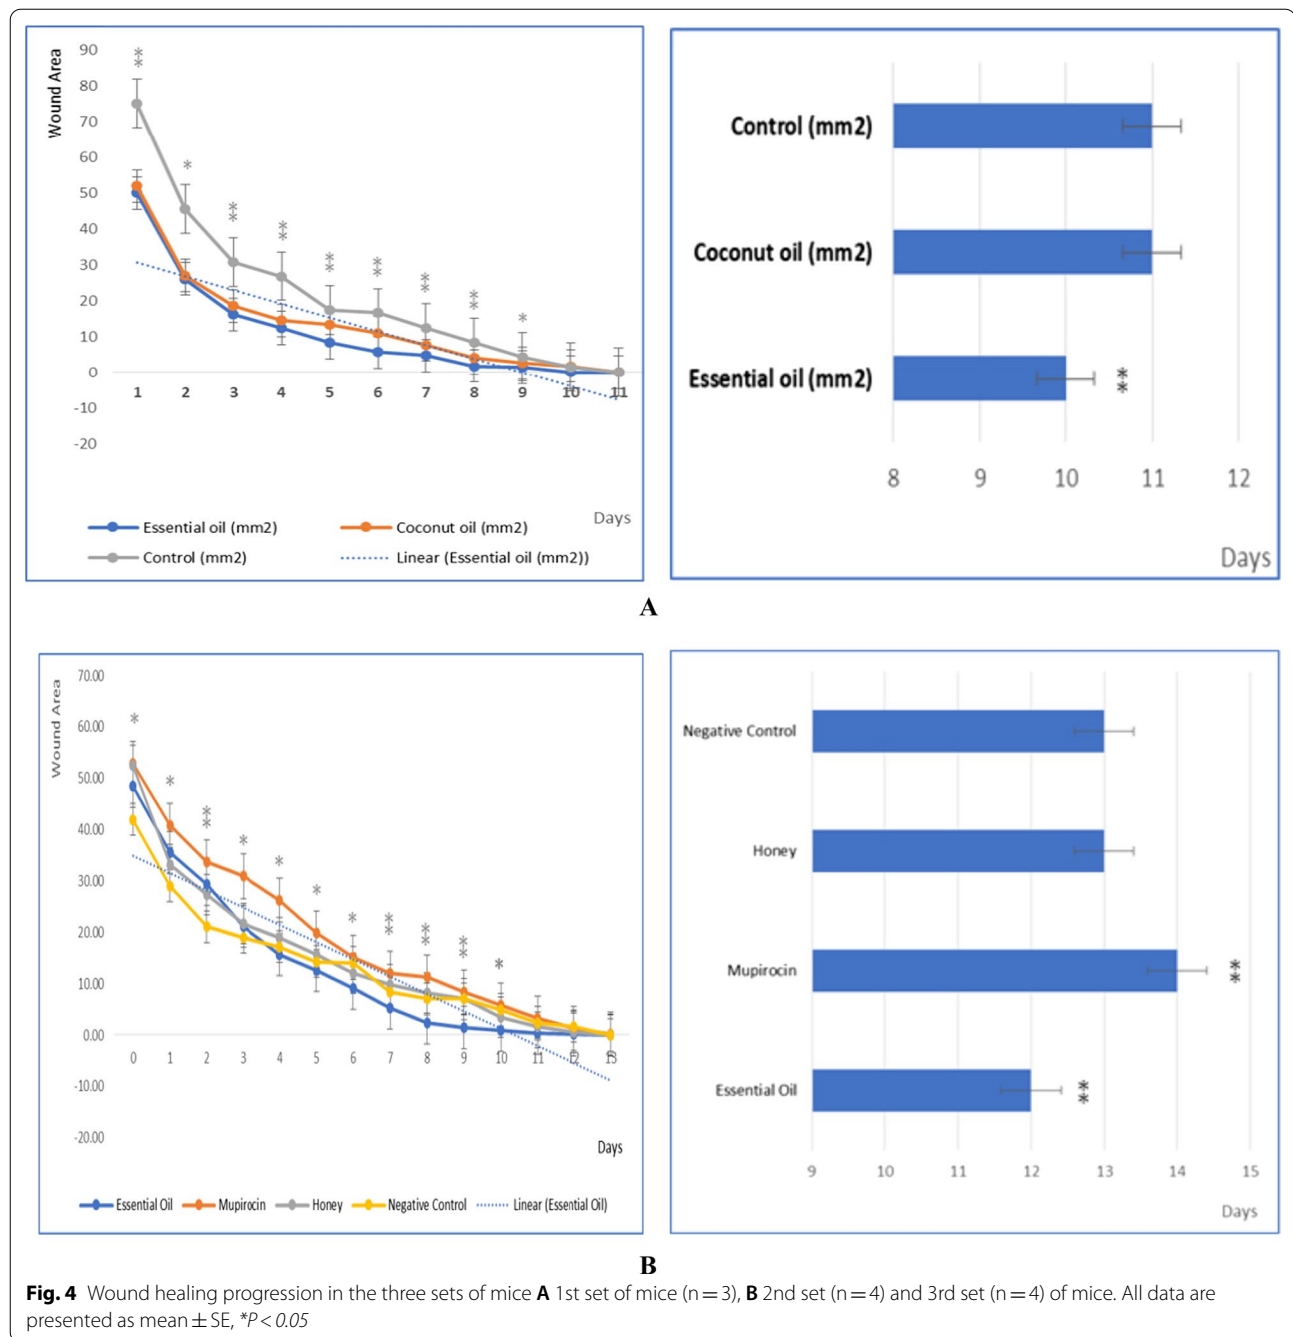 Wound Area
90
80
70
60
50
40
30
20
10
0
-10
-20
** * ** ** ** ** ** ** *
1 2 3 4 5 6 7 8 9 10 11
Days
Essential oil (mm2) Coconut oil (mm2)
Control (mm2) Linear (Essential oil (mm2))
Control (mm2)
Coconut oil (mm2)
Essential oil (mm2)
**
8 9 10 11 12
Days
A
Wound Area
70.00
60.00
50.00
40.00
30.00
20.00
10.00
0.00
-10.00
-20.00
* * ** * * * * ** ** ** *
0 1 2 3 4 5 6 7 8 9 10 11 12 13
Days
Essential Oil Mupirocin Honey Negative Control Linear (Essential Oil)
Negative Control
Honey
Mupirocin
**
Essential Oil
**
9 10 11 12 13 14 15
Days
B
Fig. 4 Wound healing progression in the three sets of mice A 1st set of mice (n = 3), B 2nd set (n = 4) and 3rd set (n = 4) of mice. All data are
presented as mean ± SE, *P < 0.05